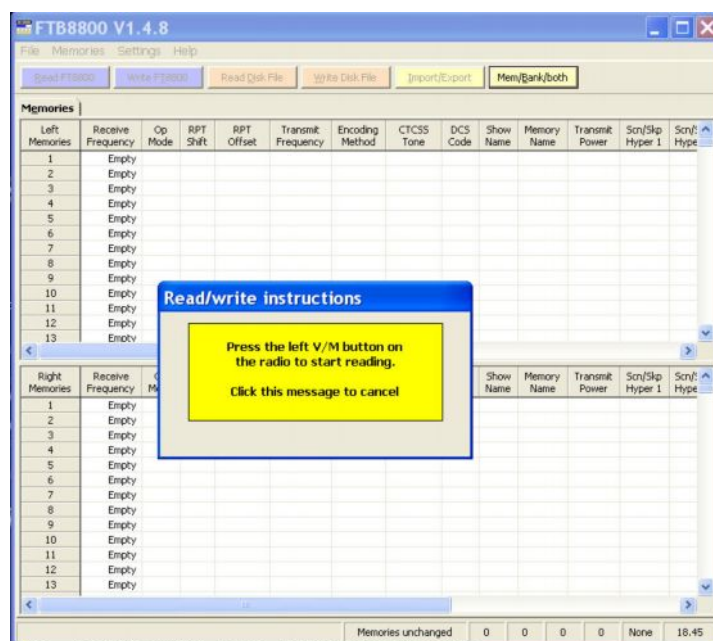 FTB8800 V1.4.8
File Memories Settings Help
Read FT8800 Write FT8800 Read Disk File Write Disk File Import/Export Mem/Bank/both
Memories
Left Memories Receive Frequency Op Mode RPT Shift RPT Offset Transmit Frequency Encoding Method CTCSS Tone DCS Code Show Name Memory Name Transmit Power Scn/Skp Hyper 1 Scn/S Hype
1 Empty
2 Empty
3 Empty
4 Empty
5 Empty
6 Empty
7 Empty
8 Empty
9 Empty
10 Empty
11 Empty
12 Empty
13 Empty
Read/write instructions
Press the left V/M button on
the radio to start reading.
Click this message to cancel
Right Memories Receive Frequency Show Name Memory Name Transmit Power Scn/Skp Hyper 1 Scn/S Hype
1 Empty
2 Empty
3 Empty
4 Empty
5 Empty
6 Empty
7 Empty
8 Empty
9 Empty
10 Empty
11 Empty
12 Empty
13 Empty
Memories unchanged 0 0 0 0 None 18.45